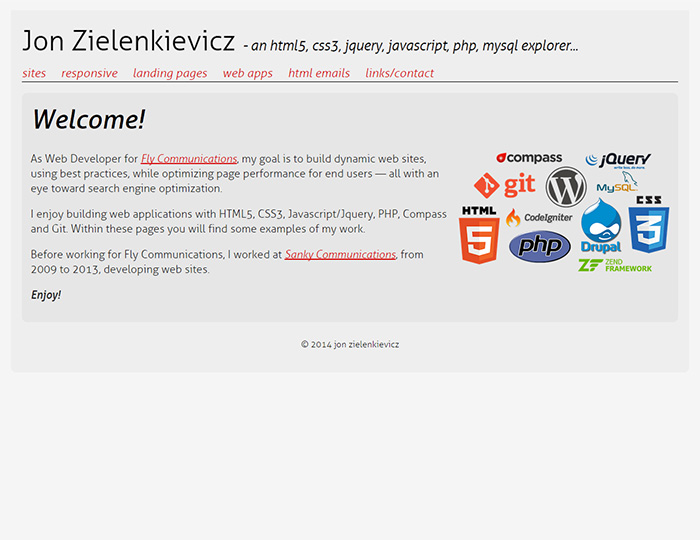 Jon Zielenkievicz - an html5, css3, jquery, javascript, php, mysql explorer...
sites responsive landing pages web apps html emails links/contact
Welcome!
As Web Developer for Fly Communications, my goal is to build dynamic web sites,
using best practices, while optimizing page performance for end users — all with an
eye toward search engine optimization.
I enjoy building web applications with HTML5, CSS3, Javascript/Jquery, PHP, Compass
and Git. Within these pages you will find some examples of my work.
Before working for Fly Communications, I worked at Sanky Communications, from
2009 to 2013, developing web sites.
Enjoy!
compass
jQuery
write less, do more.
git
W
MySQL
HTML
5
CodeIgniter
php
Drupal
CSS
3
ZF ZEND
FRAMEWORK
© 2014 jon zielenkievicz